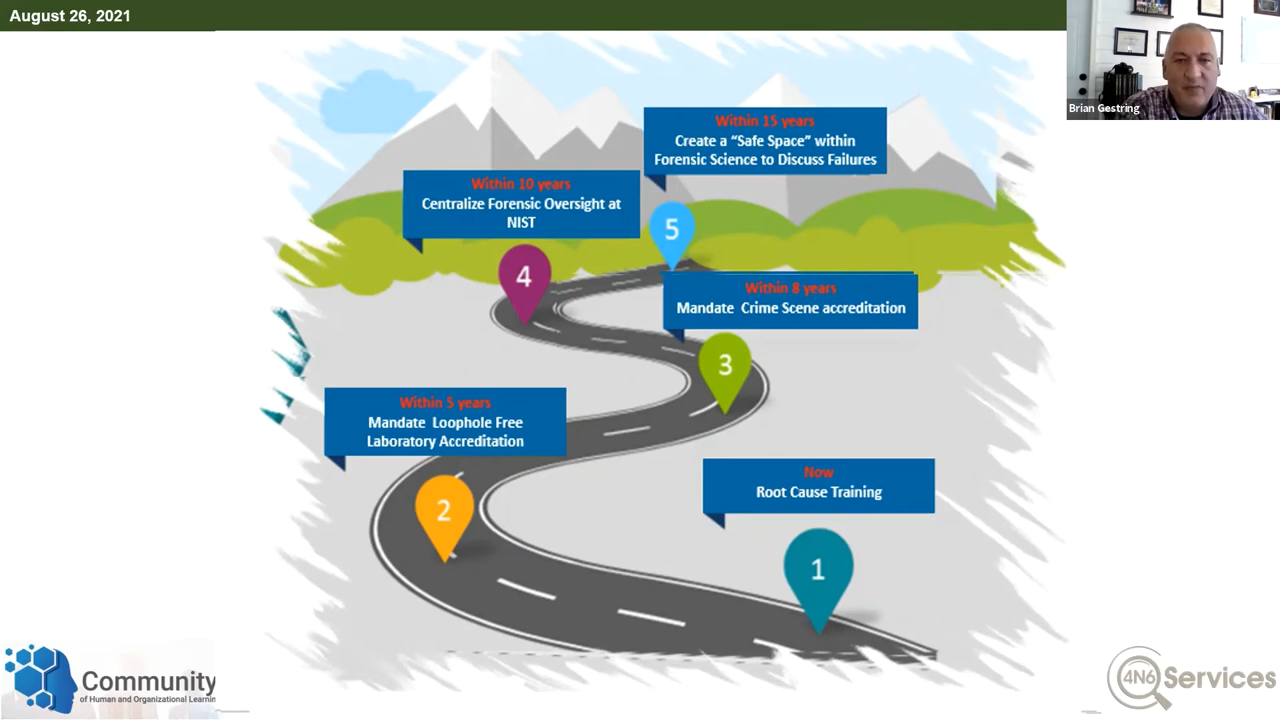 August 26, 2021
Brian Gestring
Within 15 years
Create a “Safe Space” within
Forensic Science to Discuss Failures
Within 10 years
Centralize Forensic Oversight at
NIST
5
4
Within 8 years
Mandate Crime Scene accreditation
3
Within 5 years
Mandate Loophole Free
Laboratory Accreditation
Now
Root Cause Training
2
1
Community
of Human and Organizational Learnin
4N6 Services